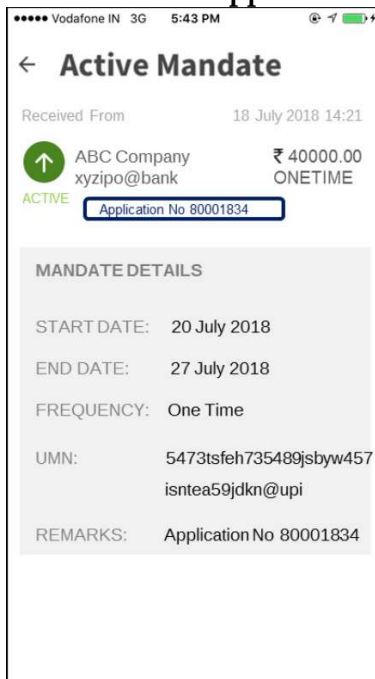 Vodafone IN 3G 5:43 PM
Active Mandate
Received From 18 July 2018 14:21
ABC Company ₹ 40000.00
xyzipo@bank ONETIME
ACTIVE
Application No 80001834
MANDATE DETAILS
START DATE: 20 July 2018
END DATE: 27 July 2018
FREQUENCY: One Time
UMN: 5473tsfeh735489jsbyw457
isntea59jdkn@upi
REMARKS: Application No 80001834